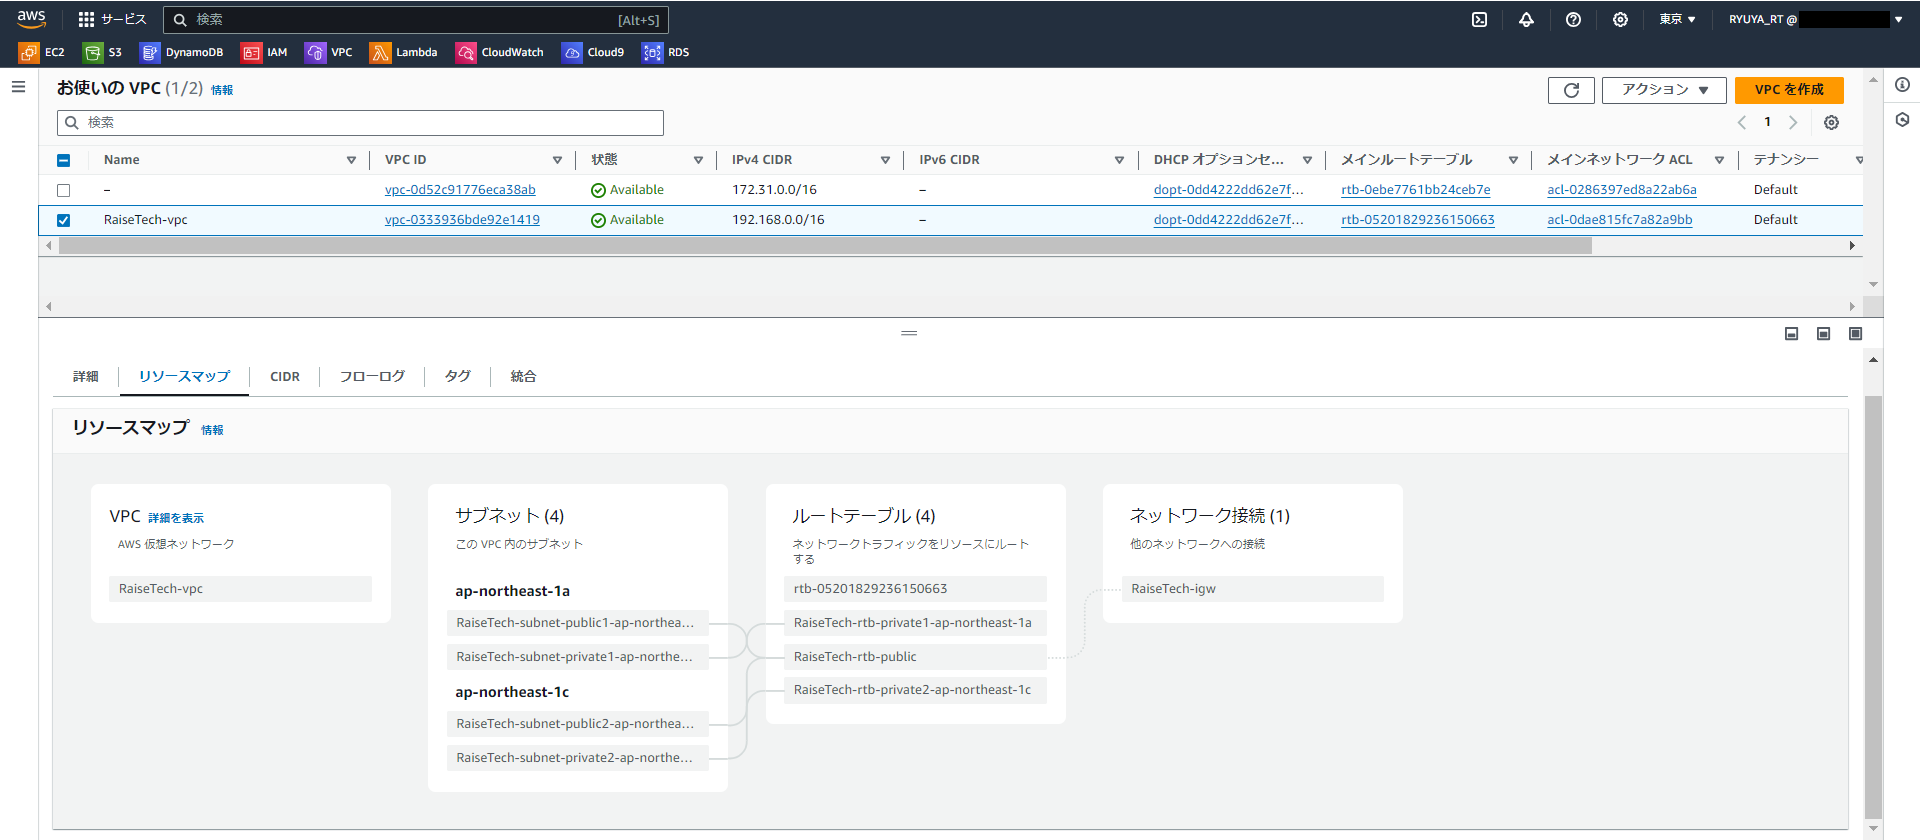 aws サービス 検索 [Alt+S] 東京 ▼ RYUYA_RT @ ▼
EC2 S3 DynamoDB IAM VPC Lambda CloudWatch Cloud9 RDS
お使いの VPC (1/2) 情報 アクション ▼ VPC を作成
検索 1
Name VPC ID 状態 IPv4 CIDR IPv6 CIDR DHCP オプションセ... メインルートテーブル メインネットワーク ACL テナンシー
– vpc-0d52c91776eca38ab Available 172.31.0.0/16 – dopt-0dd4222dd62e7f... rtb-0ebe7761bb24ceb7e acl-0286397ed8a22ab6a Default
RaiseTech-vpc vpc-0333936bde92e1419 Available 192.168.0.0/16 – dopt-0dd4222dd62e7f... rtb-05201829236150663 acl-0dae815fc7a82a9bb Default
詳細 リソースマップ CIDR フローログ タグ 統合
リソースマップ 情報
VPC 詳細を表示
AWS 仮想ネットワーク
RaiseTech-vpc
サブネット (4)
この VPC 内のサブネット
ap-northeast-1a
RaiseTech-subnet-public1-ap-northea...
RaiseTech-subnet-private1-ap-northe...
ap-northeast-1c
RaiseTech-subnet-public2-ap-northea...
RaiseTech-subnet-private2-ap-northe...
ルートテーブル (4)
ネットワークトラフィックをリソースにルート
する
rtb-05201829236150663
RaiseTech-rtb-private1-ap-northeast-1a
RaiseTech-rtb-public
RaiseTech-rtb-private2-ap-northeast-1c
ネットワーク接続 (1)
他のネットワークへの接続
RaiseTech-igw